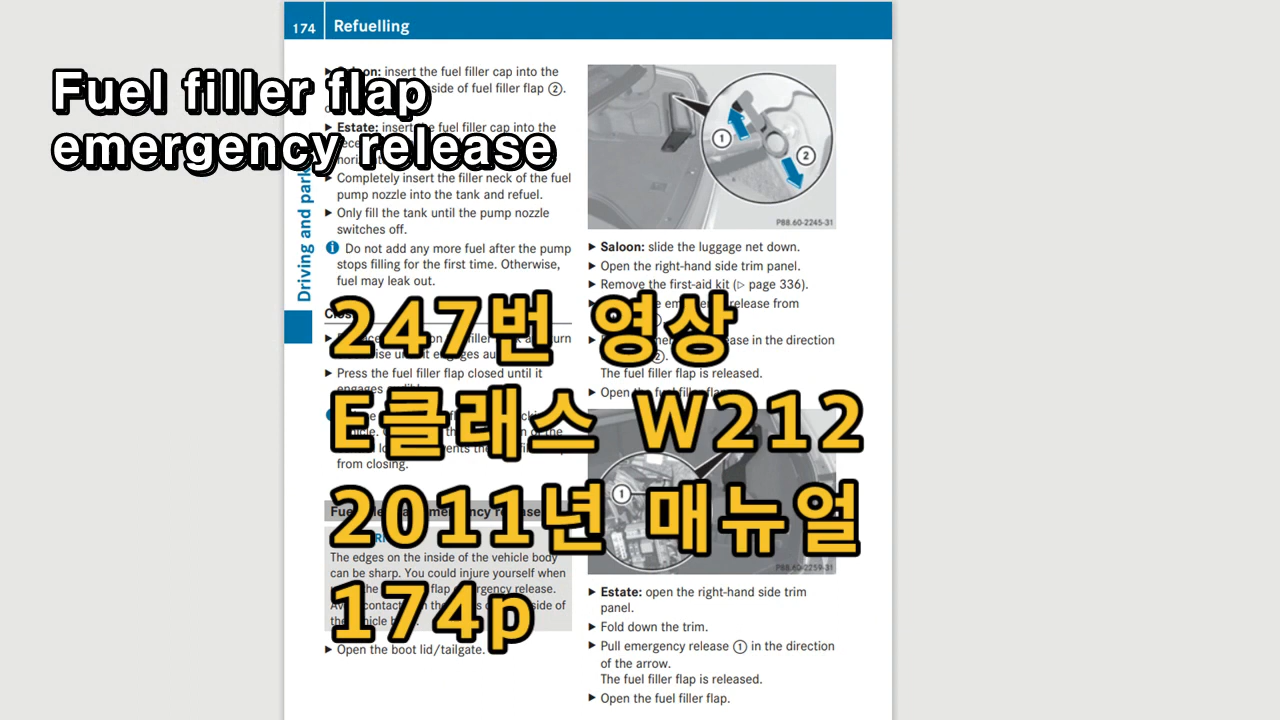 174 Refuelling
Fuel filler flap
emergency release
insert the fuel filler cap into the
side of fuel filler flap ②.
▶ Estate: insert the fuel filler cap into the
▶ Completely insert the filler neck of the fuel
pump nozzle into the tank and refuel.
▶ Only fill the tank until the pump nozzle
switches off.
Do not add any more fuel after the pump
stops filling for the first time. Otherwise,
fuel may leak out.
Driving and park
from closing.
▶ Press the fuel filler flap closed until it
The edges on the inside of the vehicle body
can be sharp. You could injure yourself when
▶ Open the boot lid/tailgate.
① ②
P88.60-2245-31
▶ Saloon: slide the luggage net down.
▶ Open the right-hand side trim panel.
▶ Remove the first-aid kit (▷ page 336).
release from
in the direction
②).
The fuel filler flap is released.
▶ Open the fuel filler
①
P88.60-2259-31
▶ Estate: open the right-hand side trim
panel.
▶ Fold down the trim.
▶ Pull emergency release ① in the direction
of the arrow.
The fuel filler flap is released.
▶ Open the fuel filler flap.
247번 영상
E클래스 W212
2011년 매뉴얼
174p